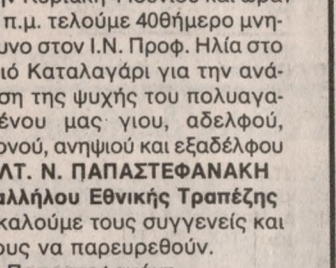 π.μ. τελούμε 40θήμερο μνη-
υνο στον Ι.Ν. Προφ. Ηλία στο
ιό Καταλαγάρι για την ανά-
ση της ψυχής του πολυαγα-
ένου μας γιου, αδελφού,
ονού, ανηψιού και εξαδέλφου
ΛΤ. Ν. ΠΑΠΑΣΤΕΦΑΝΑΚΗ
αλλήλου Εθνικής Τραπέζης
καλούμε τους συγγενείς και
ους να παρευρεθούν.